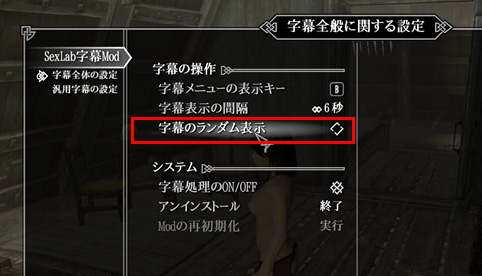 字幕全般に関する設定
SexLab字幕Mod
字幕全体の設定
汎用字幕の設定
字幕の操作
字幕メニューの表示キー B
字幕表示の間隔 6秒
字幕のランダム表示
システム
字幕処理のON/OFF
アンインストール 終了
Modの再初期化 実行